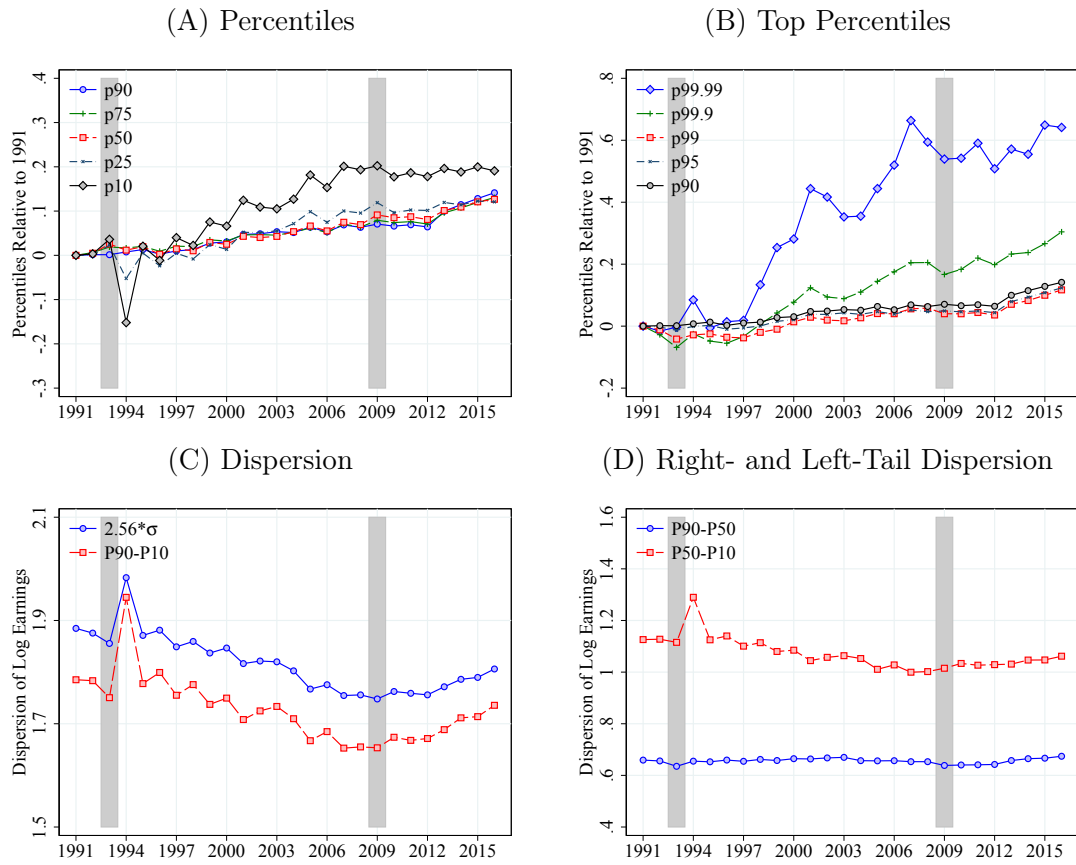 (A) Percentiles
Percentiles Relative to 1991
.4
.3
.2
.1
0
-.1
-.2
-.3
p90
p75
p50
p25
p10
1991 1994 1997 2000 2003 2006 2009 2012 2015
(B) Top Percentiles
Percentiles Relative to 1991
.8
.6
.4
.2
0
-.2
p99.99
p99.9
p99
p95
p90
1991 1994 1997 2000 2003 2006 2009 2012 2015
(C) Dispersion
Dispersion of Log Earnings
2.1
1.9
1.7
1.5
2.56*σ
P90-P10
1991 1994 1997 2000 2003 2006 2009 2012 2015
(D) Right- and Left-Tail Dispersion
Dispersion of Log Earnings
1.6
1.4
1.2
1
.8
.6
.4
P90-P50
P50-P10
1991 1994 1997 2000 2003 2006 2009 2012 2015